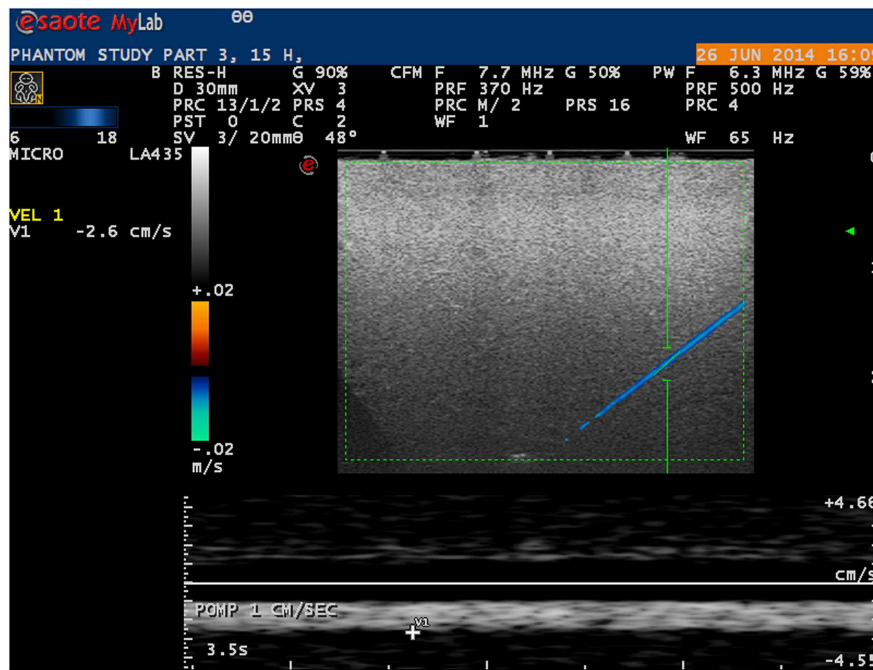 esaote MyLab
PHANTOM STUDY PART 3, 15 H,
26 JUN 2014 16:09
B RES-H G 90% CFM F 7.7 MHz G 50% PW F 6.3 MHz G 59%
D 30mm XV 3 PRF 370 Hz PRF 500 Hz
PRC 13/1/2 PRS 4 PRC M/ 2 PRS 16 PRC 4
PST 0 C 2 WF 1
6 18 SV 3/ 20mmθ 48° WF 65 Hz
MICRO LA435
e
VEL 1
V1 -2.6 cm/s
+.02
-.02
m/s
+4.66
cm/s
POMP 1 CM/SEC
V1
3.5s
-4.55